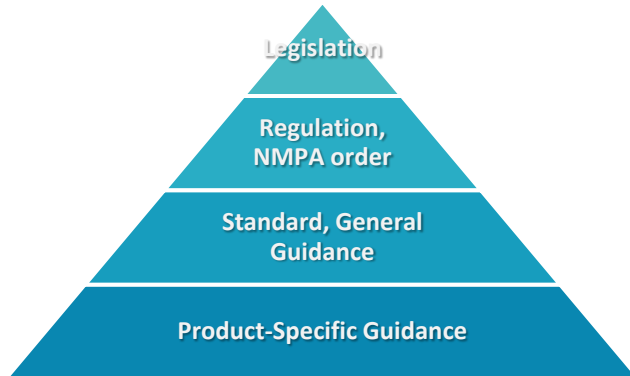 Legislation
Regulation,
NMPA order
Standard, General
Guidance
Product-Specific Guidance